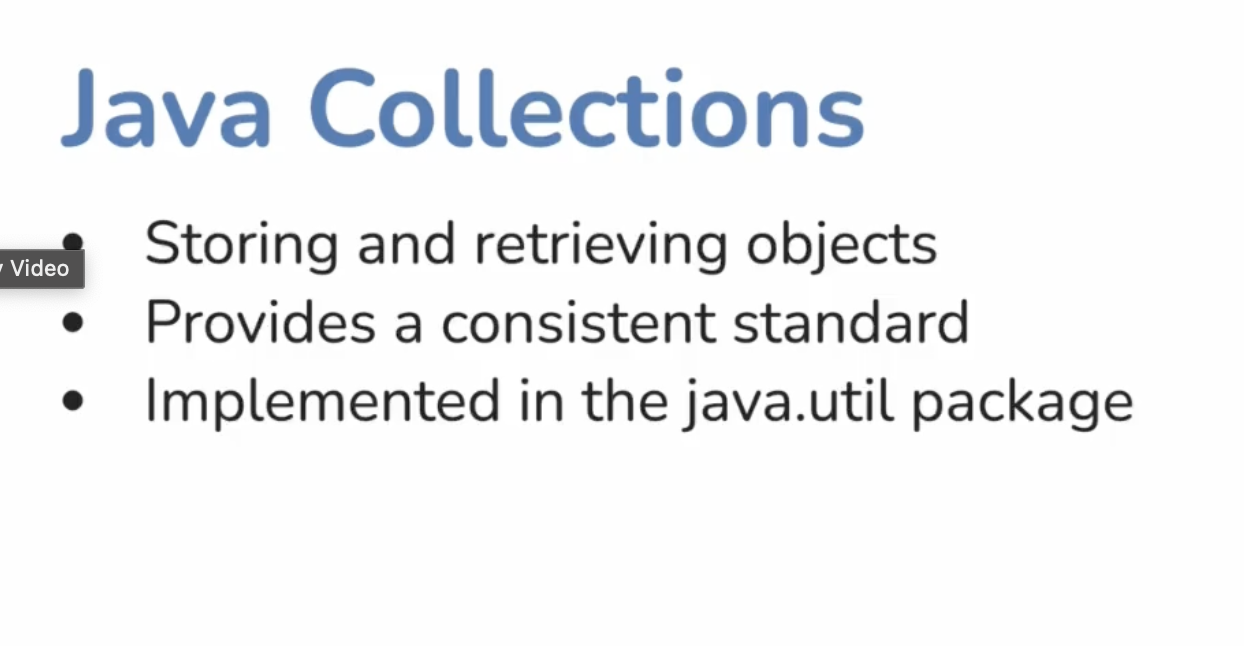 Java Collections
• Storing and retrieving objects
Video
• Provides a consistent standard
• Implemented in the java.util package